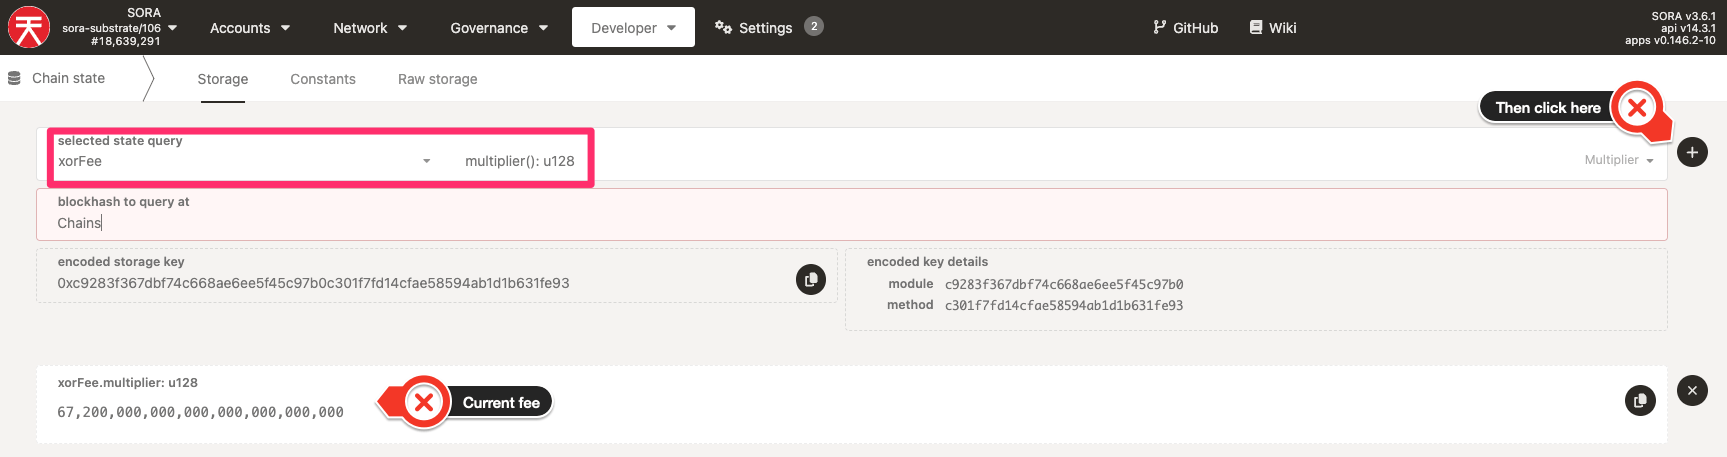 SORA
sora-substrate/106
#18,639,291
Accounts
Network
Governance
Developer
Settings
2
GitHub
Wiki
SORA v3.6.1
api v14.3.1
apps v0.146.2-10
Chain state
Storage
Constants
Raw storage
Then click here
selected state query
xorFee
multiplier(): u128
Multiplier
blockhash to query at
Chains
encoded storage key
0xc9283f367dbf74c668ae6ee5f45c97b0c301f7fd14cfae58594ab1d1b631fe93
encoded key details
module c9283f367dbf74c668ae6ee5f45c97b0
method c301f7fd14cfae58594ab1d1b631fe93
xorFee.multiplier: u128
67,200,000,000,000,000,000,000,000
Current fee